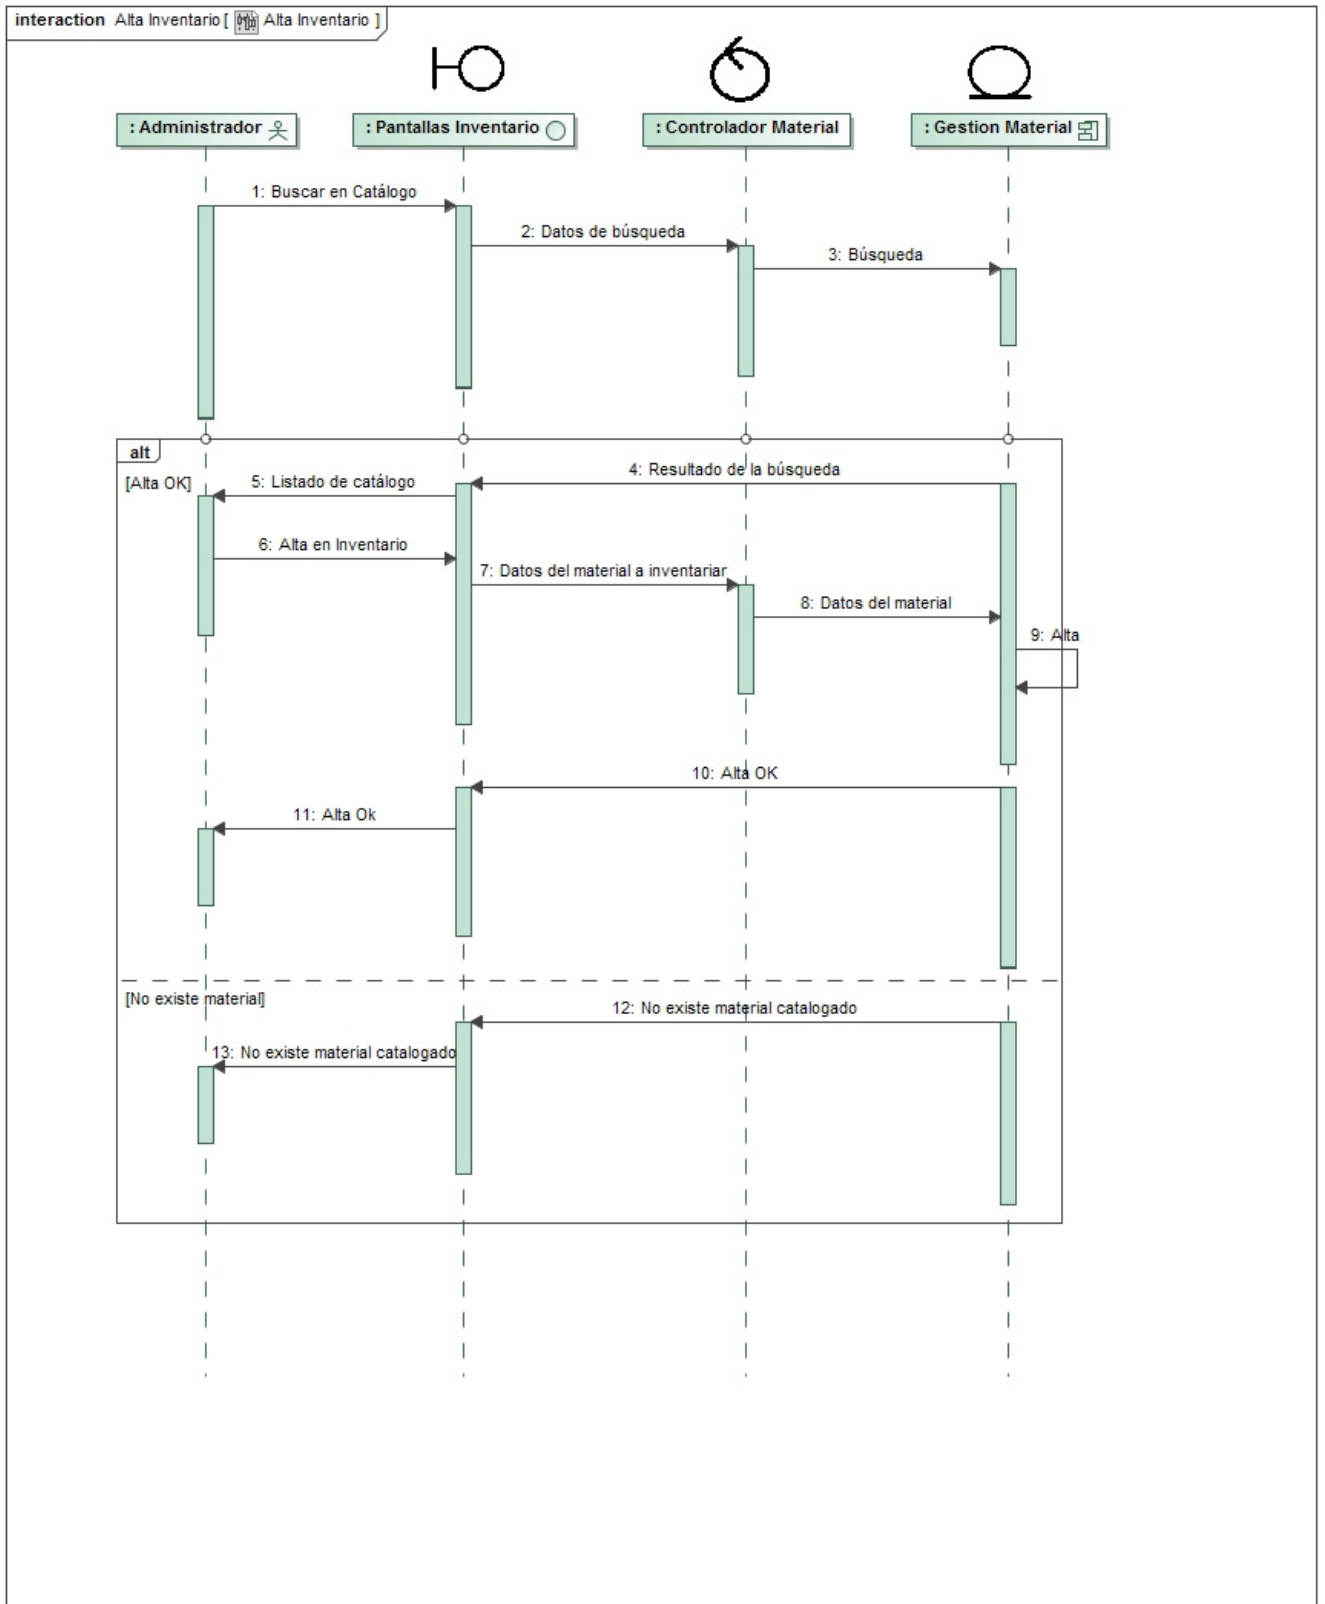 interaction Alta Inventario [ Alta Inventario ]
: Administrador
: Pantallas Inventario
: Controlador Material
: Gestion Material
1: Buscar en Catálogo
2: Datos de búsqueda
3: Búsqueda
alt
[Alta OK]
4: Resultado de la búsqueda
5: Listado de catálogo
6: Alta en Inventario
7: Datos del material a inventariar
8: Datos del material
9: Alta
10: Alta OK
11: Alta Ok
[No existe material]
12: No existe material catalogado
13: No existe material catalogado